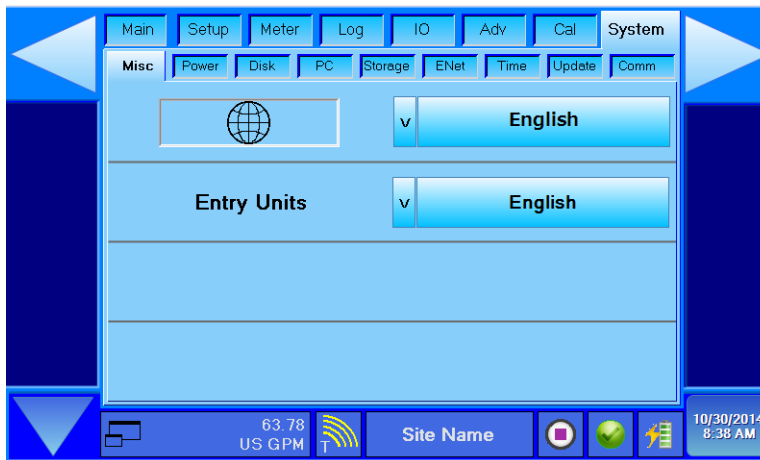 Main Setup Meter Log IO Adv Cal System
Misc Power Disk PC Storage ENet Time Update Comm
v English
Entry Units v English
63.78
US GPM T Site Name
10/30/2014
8:38 AM